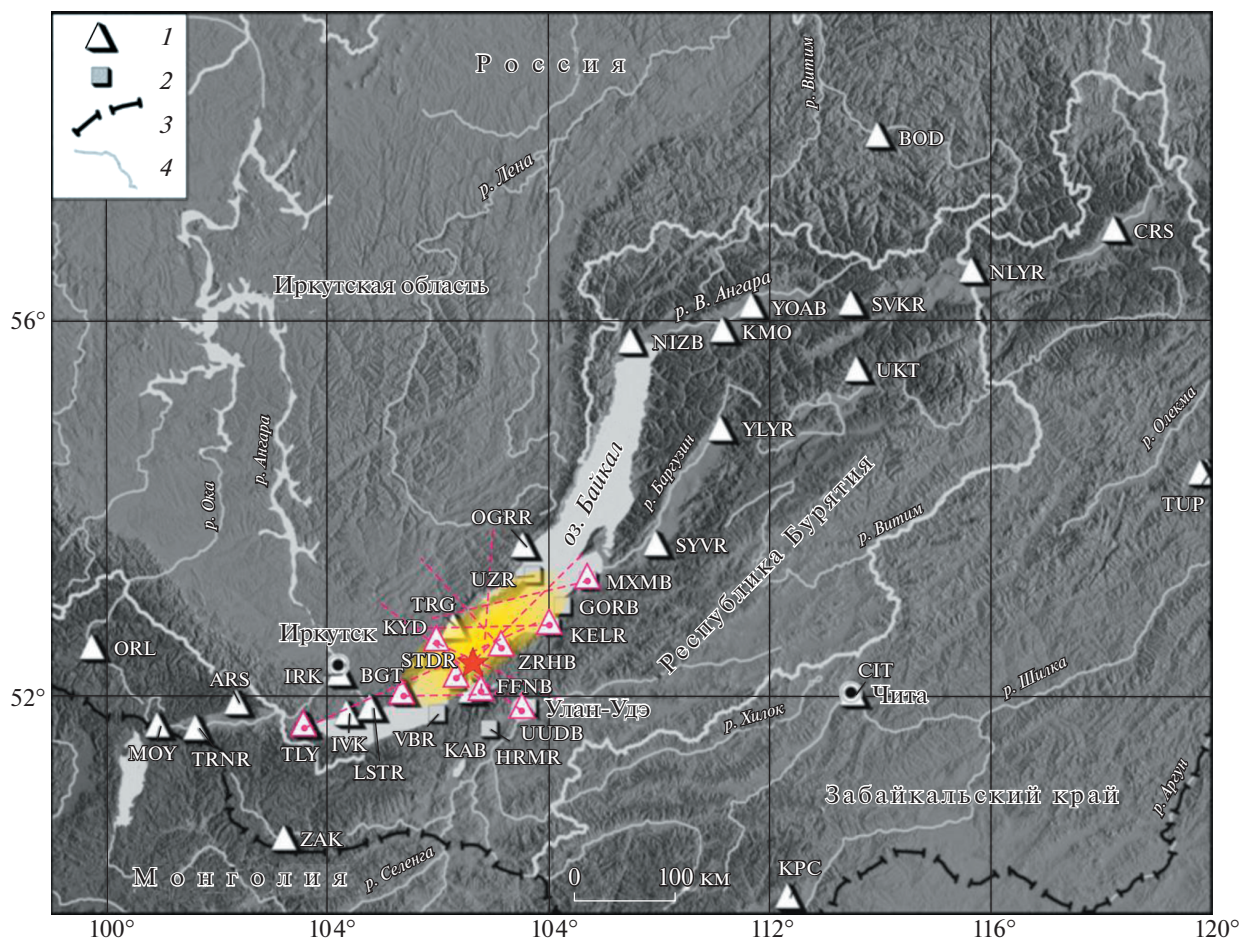 1
2
3
4
Россия
р. Витим
BOD
р. Лена
CRS
NLYR
Иркутская область
р. В. Ангара
YOAB
SVKR
56°
KMO
NIZB
UKT
YLYR
р. Олекма
р. Ангара
р. Ока
оз. Байкал
р. Баргузин
TUP
OGRR
SYVR
р. Витим
Республика Бурятия
UZR
MXMB
TRG
GORB
KYD
KELR
Иркутск
ORL
STDR
ZRHB
IRK
BGT
CIT
ARS
FFNB
52°
Чита
р. Шилка
Улан-Удэ
р. Хилок
MOY
TRNR
TLY
IVK
VBR
KAB
UUDB
HRMR
LSTR
Забайкальский край
р. Аргун
ZAK
р. Селенга
Монголия
0 100 км
KPC
100° 104° 104° 112° 116° 120°